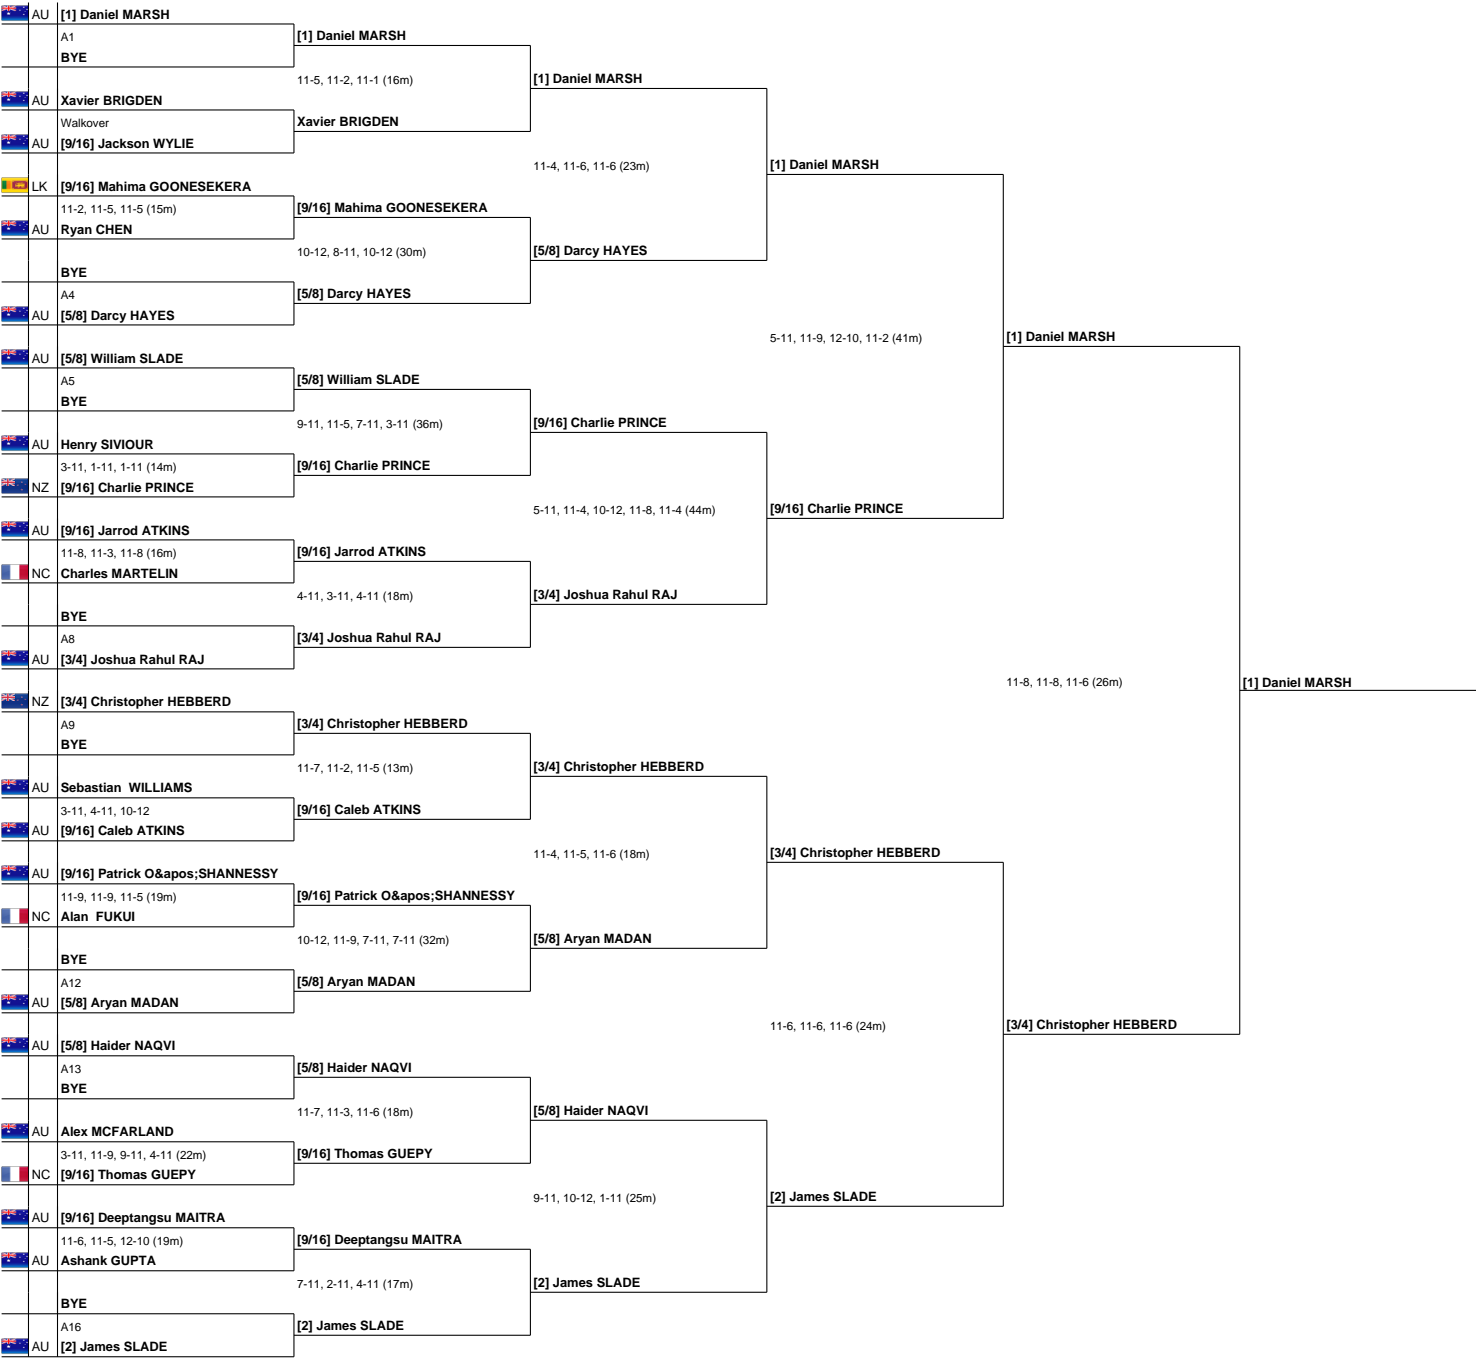 AU [1] Daniel MARSH
A1
BYE
AU Xavier BRIGDEN
Walkover
AU [9/16] Jackson WYLIE
LK [9/16] Mahima GOONESEKERA
11-2, 11-5, 11-5 (15m)
AU Ryan CHEN
BYE
A4
AU [5/8] Darcy HAYES
AU [5/8] William SLADE
A5
BYE
AU Henry SIVIOUR
3-11, 1-11, 1-11 (14m)
NZ [9/16] Charlie PRINCE
AU [9/16] Jarrod ATKINS
11-8, 11-3, 11-8 (16m)
NC Charles MARTELIN
BYE
A8
AU [3/4] Joshua Rahul RAJ
NZ [3/4] Christopher HEBBERD
A9
BYE
AU Sebastian  WILLIAMS
3-11, 4-11, 10-12
AU [9/16] Caleb ATKINS
AU [9/16] Patrick O&apos;SHANNESSY
11-9, 11-9, 11-5 (19m)
NC Alan  FUKUI
BYE
A12
AU [5/8] Aryan MADAN
AU [5/8] Haider NAQVI
A13
BYE
AU Alex MCFARLAND
3-11, 11-9, 9-11, 4-11 (22m)
NC [9/16] Thomas GUEPY
AU [9/16] Deeptangsu MAITRA
11-6, 11-5, 12-10 (19m)
AU Ashank GUPTA
BYE
A16
AU [2] James SLADE
[1] Daniel MARSH
11-5, 11-2, 11-1 (16m)
Xavier BRIGDEN
[9/16] Mahima GOONESEKERA
10-12, 8-11, 10-12 (30m)
[5/8] Darcy HAYES
[5/8] William SLADE
9-11, 11-5, 7-11, 3-11 (36m)
[9/16] Charlie PRINCE
[9/16] Jarrod ATKINS
4-11, 3-11, 4-11 (18m)
[3/4] Joshua Rahul RAJ
[3/4] Christopher HEBBERD
11-7, 11-2, 11-5 (13m)
[9/16] Caleb ATKINS
[9/16] Patrick O&apos;SHANNESSY
10-12, 11-9, 7-11, 7-11 (32m)
[5/8] Aryan MADAN
[5/8] Haider NAQVI
11-7, 11-3, 11-6 (18m)
[9/16] Thomas GUEPY
[9/16] Deeptangsu MAITRA
7-11, 2-11, 4-11 (17m)
[2] James SLADE
[1] Daniel MARSH
11-4, 11-6, 11-6 (23m)
[5/8] Darcy HAYES
[9/16] Charlie PRINCE
5-11, 11-4, 10-12, 11-8, 11-4 (44m)
[3/4] Joshua Rahul RAJ
[3/4] Christopher HEBBERD
11-4, 11-5, 11-6 (18m)
[5/8] Aryan MADAN
[5/8] Haider NAQVI
9-11, 10-12, 1-11 (25m)
[2] James SLADE
[1] Daniel MARSH
5-11, 11-9, 12-10, 11-2 (41m)
[9/16] Charlie PRINCE
[3/4] Christopher HEBBERD
11-6, 11-6, 11-6 (24m)
[2] James SLADE
[1] Daniel MARSH
11-8, 11-8, 11-6 (26m)
[3/4] Christopher HEBBERD
[1] Daniel MARSH